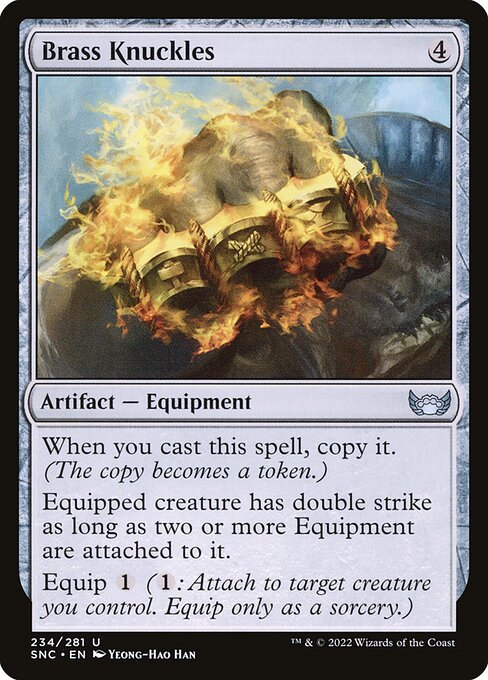 Brass Knuckles 4
Artifact — Equipment
When you cast this spell, copy it.
(The copy becomes a token.)
Equipped creature has double strike
as long as two or more Equipment
are attached to it.
Equip 1 (1: Attach to target creature
you control. Equip only as a sorcery.)
234/281 U
SNC • EN Yeong-Hao Han
™ & © 2022 Wizards of the Coast